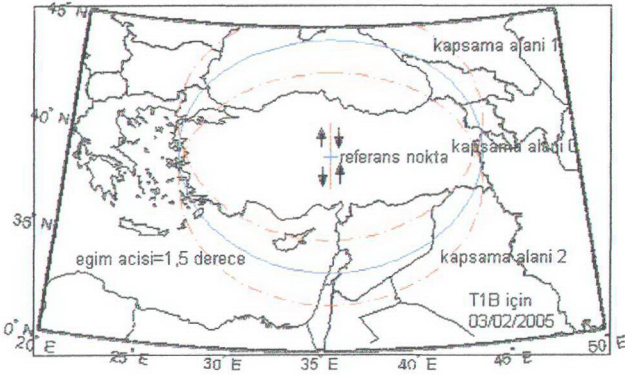 45° N
kapsama alani 1
40° N
kapsama alani 0
referans nokta
35° N
egim acisi=1,5 derece
kapsama alani 2
T1B için
03/02/2005
0° N
20° E
25° E
30° E
35° E
40° E
45° E
50° E